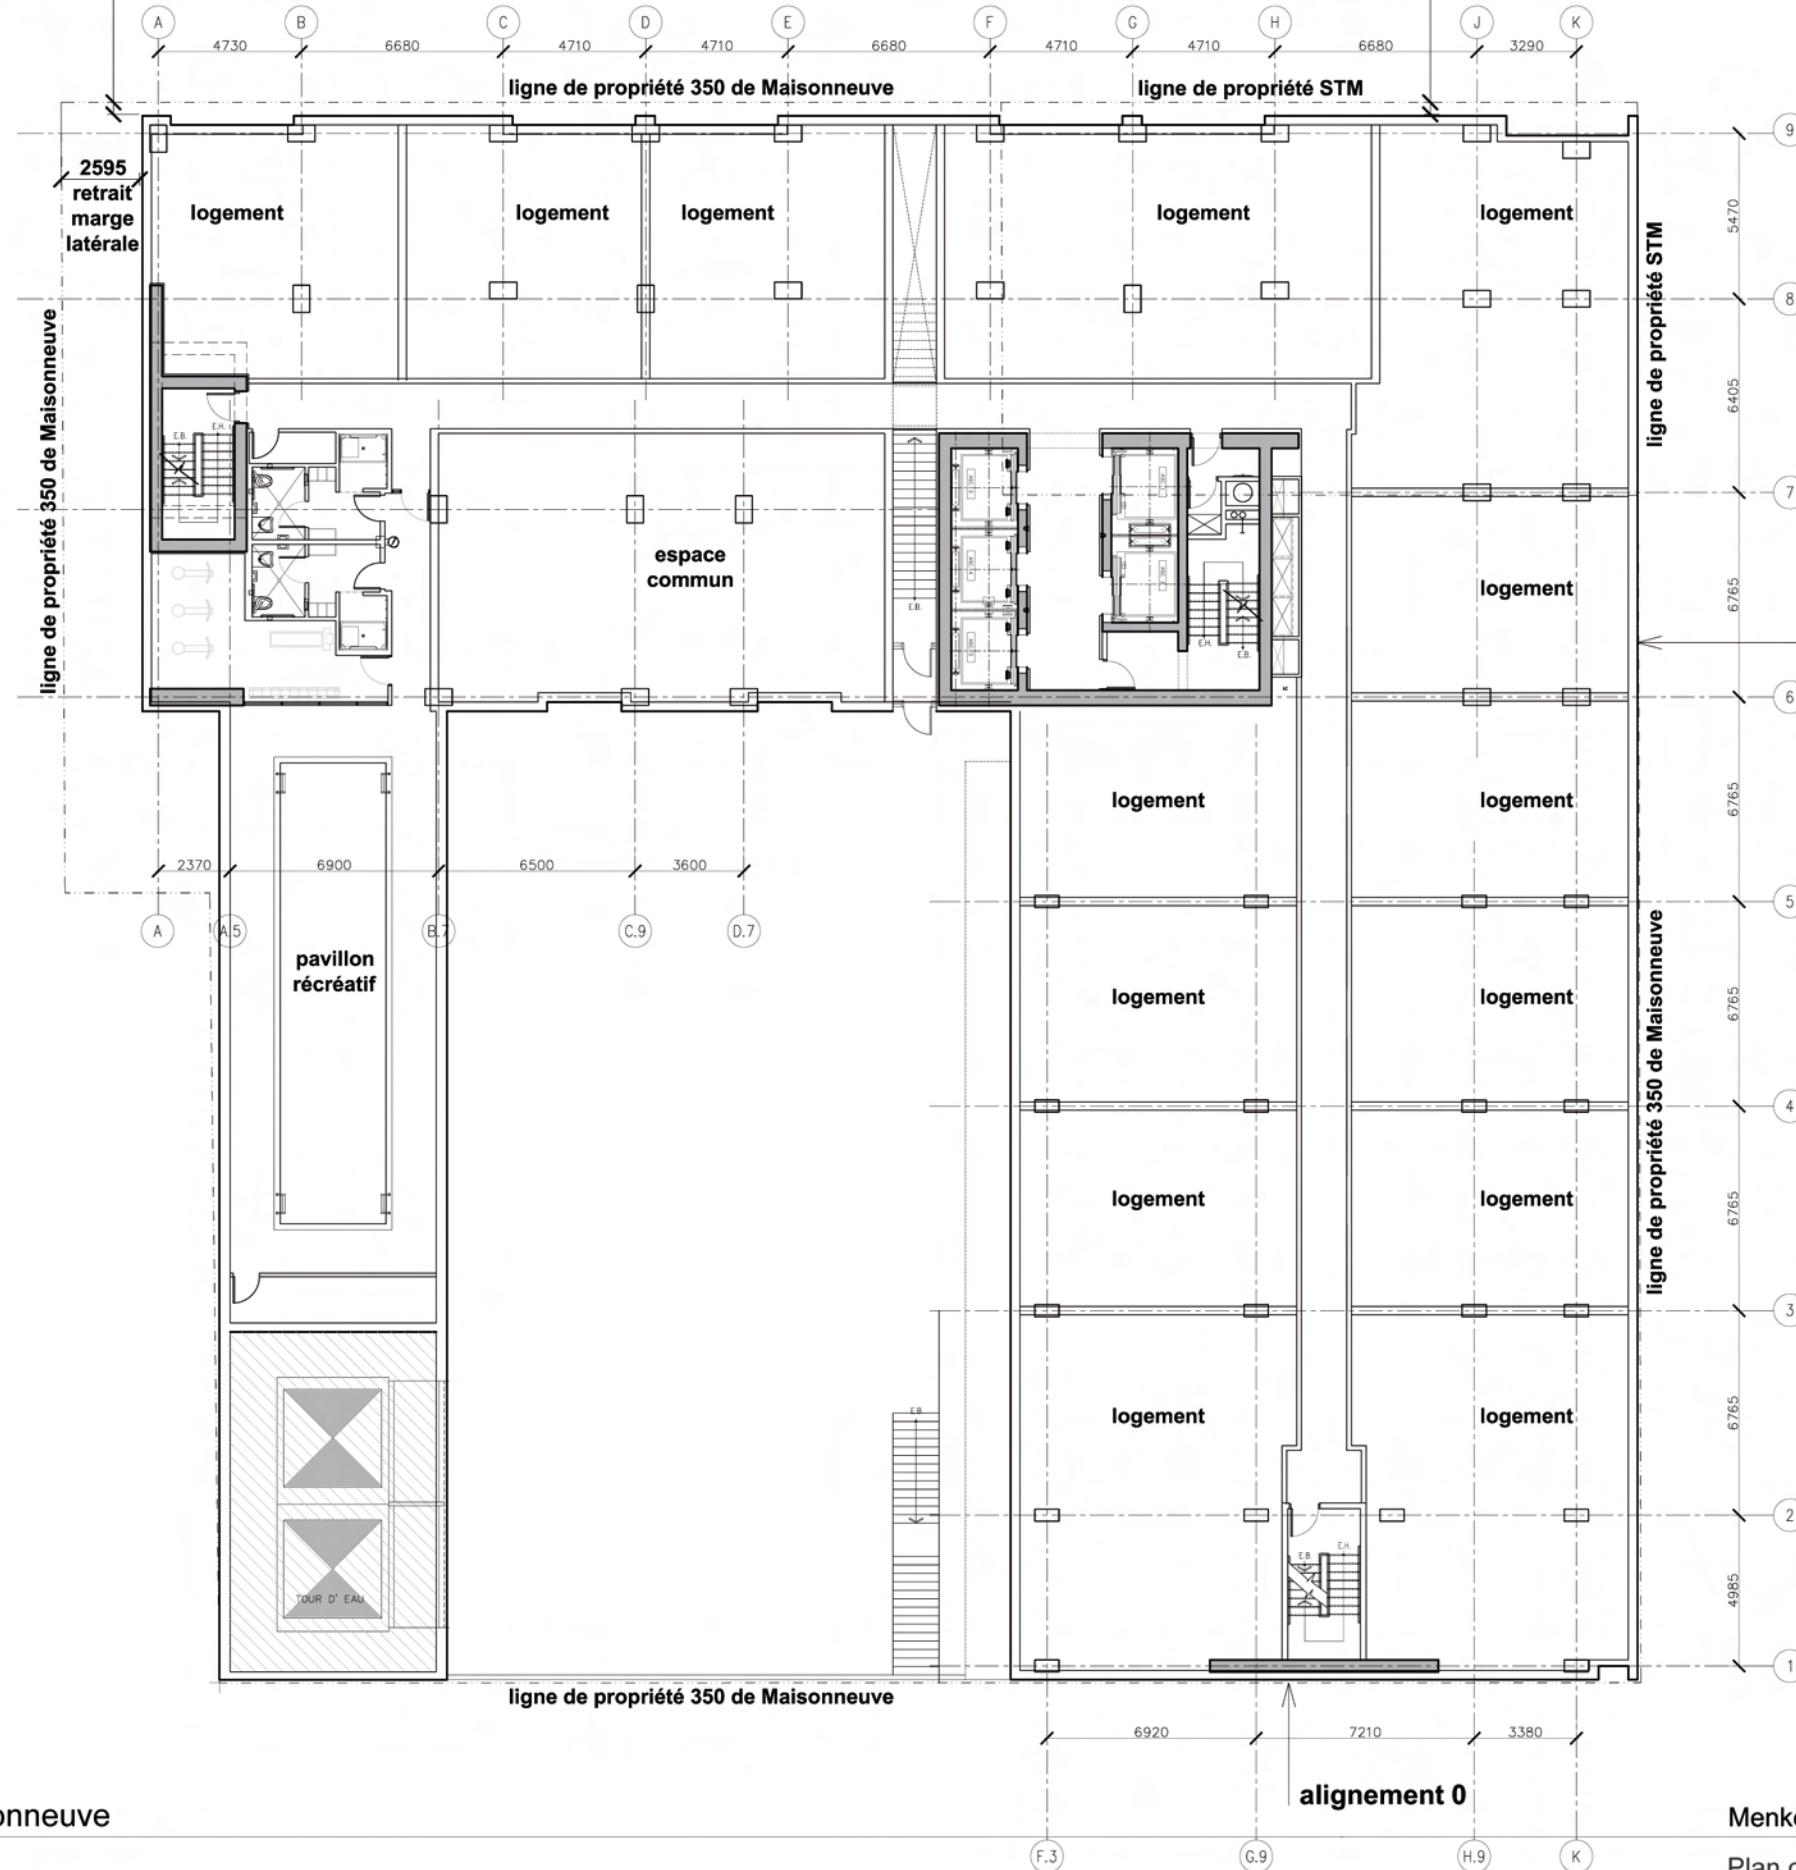 A B C D E F G H J K
4730 6680 4710 4710 6680 4710 4710 6680 3290
ligne de propriété 350 de Maisonneuve
ligne de propriété STM
9
2595
retrait
marge
latérale
logement
logement
logement
logement
logement
5470
ligne de propriété STM
8
ligne de propriété 350 de Maisonneuve
6405
E.B.
E.H.
7
espace
commun
logement
6765
E.B.
E.H.
E.B.
6
logement
logement
6765
2370 6900 6500 3600
5
A A.5 B.7 C.9 D.7
pavillon
récréatif
logement
logement
6765
ligne de propriété 350 de Maisonneuve
4
logement
logement
6765
3
E.B.
logement
logement
6765
2
E.B.
E.H.
TOUR D' EAU
4985
1
ligne de propriété 350 de Maisonneuve
6920 7210 3380
alignement 0
onneuve
Menk
F.3 G.9 H.9 K
Plan